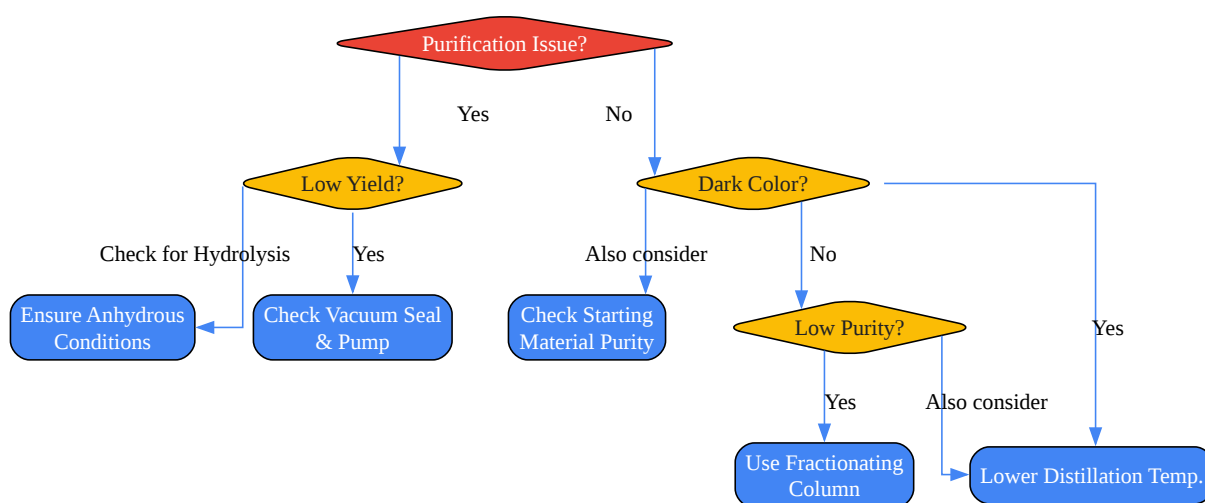 Purification Issue?
Yes
No
Low Yield?
Dark Color?
Check for Hydrolysis
Yes
Also consider
No
Ensure Anhydrous
Conditions
Check Vacuum Seal
& Pump
Check Starting
Material Purity
Low Purity?
Yes
Yes
Also consider
Use Fractionating
Column
Lower Distillation Temp.